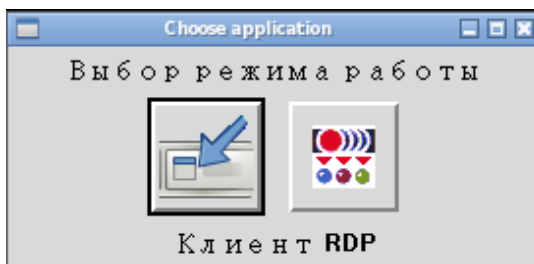 Choose application
Выбор режима работы
Клиент RDP